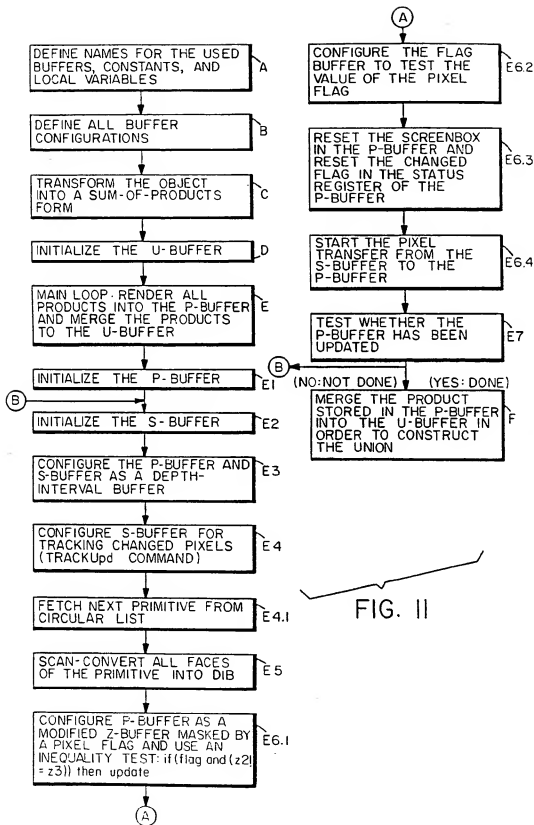 DEFINE NAMES FOR THE USED
BUFFERS, CONSTANTS, AND
LOCAL VARIABLES
A
DEFINE ALL BUFFER
CONFIGURATIONS
B
TRANSFORM THE OBJECT
INTO A SUM-OF-PRODUCTS
FORM
C
INITIALIZE THE U-BUFFER
D
MAIN LOOP: RENDER ALL
PRODUCTS INTO THE P-BUFFER
AND MERGE THE PRODUCTS
TO THE U-BUFFER
E
INITIALIZE THE P-BUFFER
E1
B
INITIALIZE THE S-BUFFER
E2
CONFIGURE THE P-BUFFER AND
S-BUFFER AS A DEPTH-
INTERVAL BUFFER
E3
CONFIGURE S-BUFFER FOR
TRACKING CHANGED PIXELS
(TRACKUpd COMMAND)
E4
FETCH NEXT PRIMITIVE FROM
CIRCULAR LIST
E4.1
SCAN-CONVERT ALL FACES
OF THE PRIMITIVE INTO DIB
E5
CONFIGURE P-BUFFER AS A
MODIFIED Z-BUFFER MASKED
BY A PIXEL FLAG AND USE AN
INEQUALITY TEST: if(flag and (z2!
= z3)) then update
E6.1
A
A
CONFIGURE THE FLAG
BUFFER TO TEST THE
VALUE OF THE PIXEL
FLAG
E6.2
RESET THE SCREENBOX
IN THE P-BUFFER AND
RESET THE CHANGED
FLAG IN THE STATUS
REGISTER OF THE
P-BUFFER
E6.3
START THE PIXEL
TRANSFER FROM THE
S-BUFFER TO THE
P-BUFFER
E6.4
TEST WHETHER THE
P-BUFFER HAS BEEN
UPDATED
E7
B
(NO: NOT DONE) (YES: DONE)
MERGE THE PRODUCT
STORED IN THE P-BUFFER
INTO THE U-BUFFER IN
ORDER TO CONSTRUCT
THE UNION
F
FIG. 11